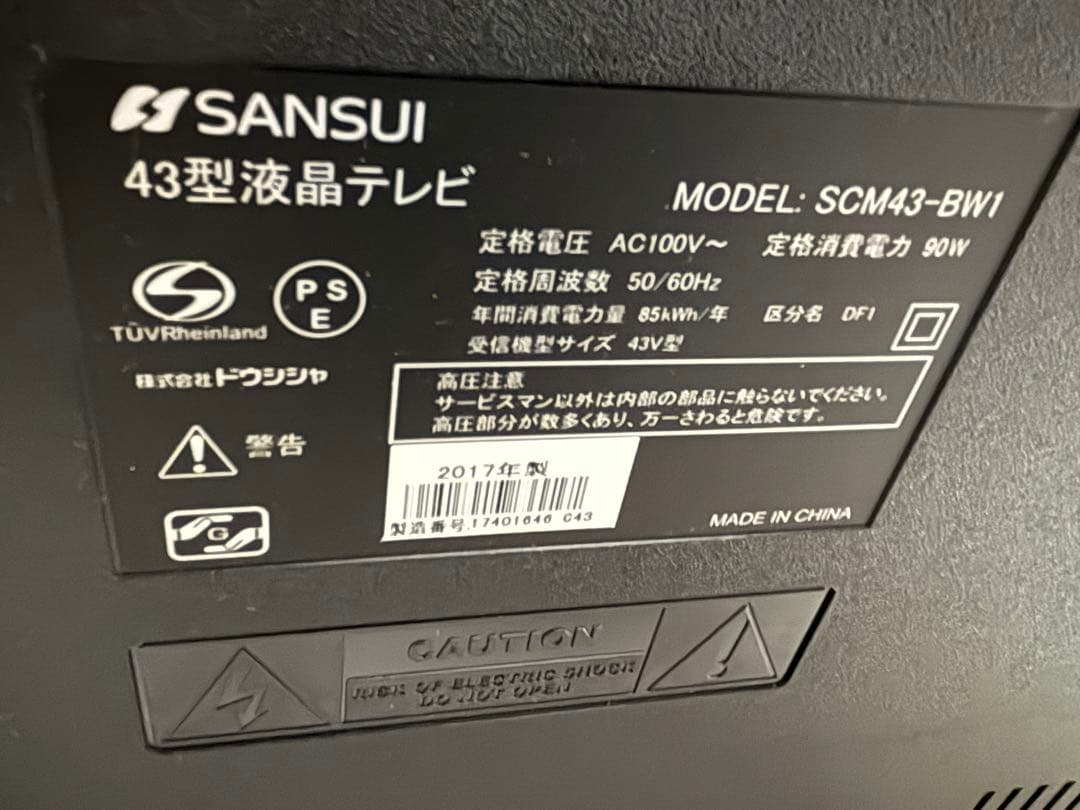 SANSUI
43型液晶テレビ
MODEL: SCM43-BW1
定格電圧 AC100V～ 定格消費電力 90W
定格周波数 50/60Hz
年間消費電力量 85kWh/年 区分名 DF1
受信機型サイズ 43V型
TÜVRheinland
PS
E
株式会社ドウシシャ
高圧注意
サービスマン以外は内部の部品に触らないでください。
高圧部分が数多くあり、万一さわると危険です。
警告
G
2017年製
製造番号.17401646 C43
MADE IN CHINA
CAUTION
RISK OF ELECTRIC SHOCK
DO NOT OPEN